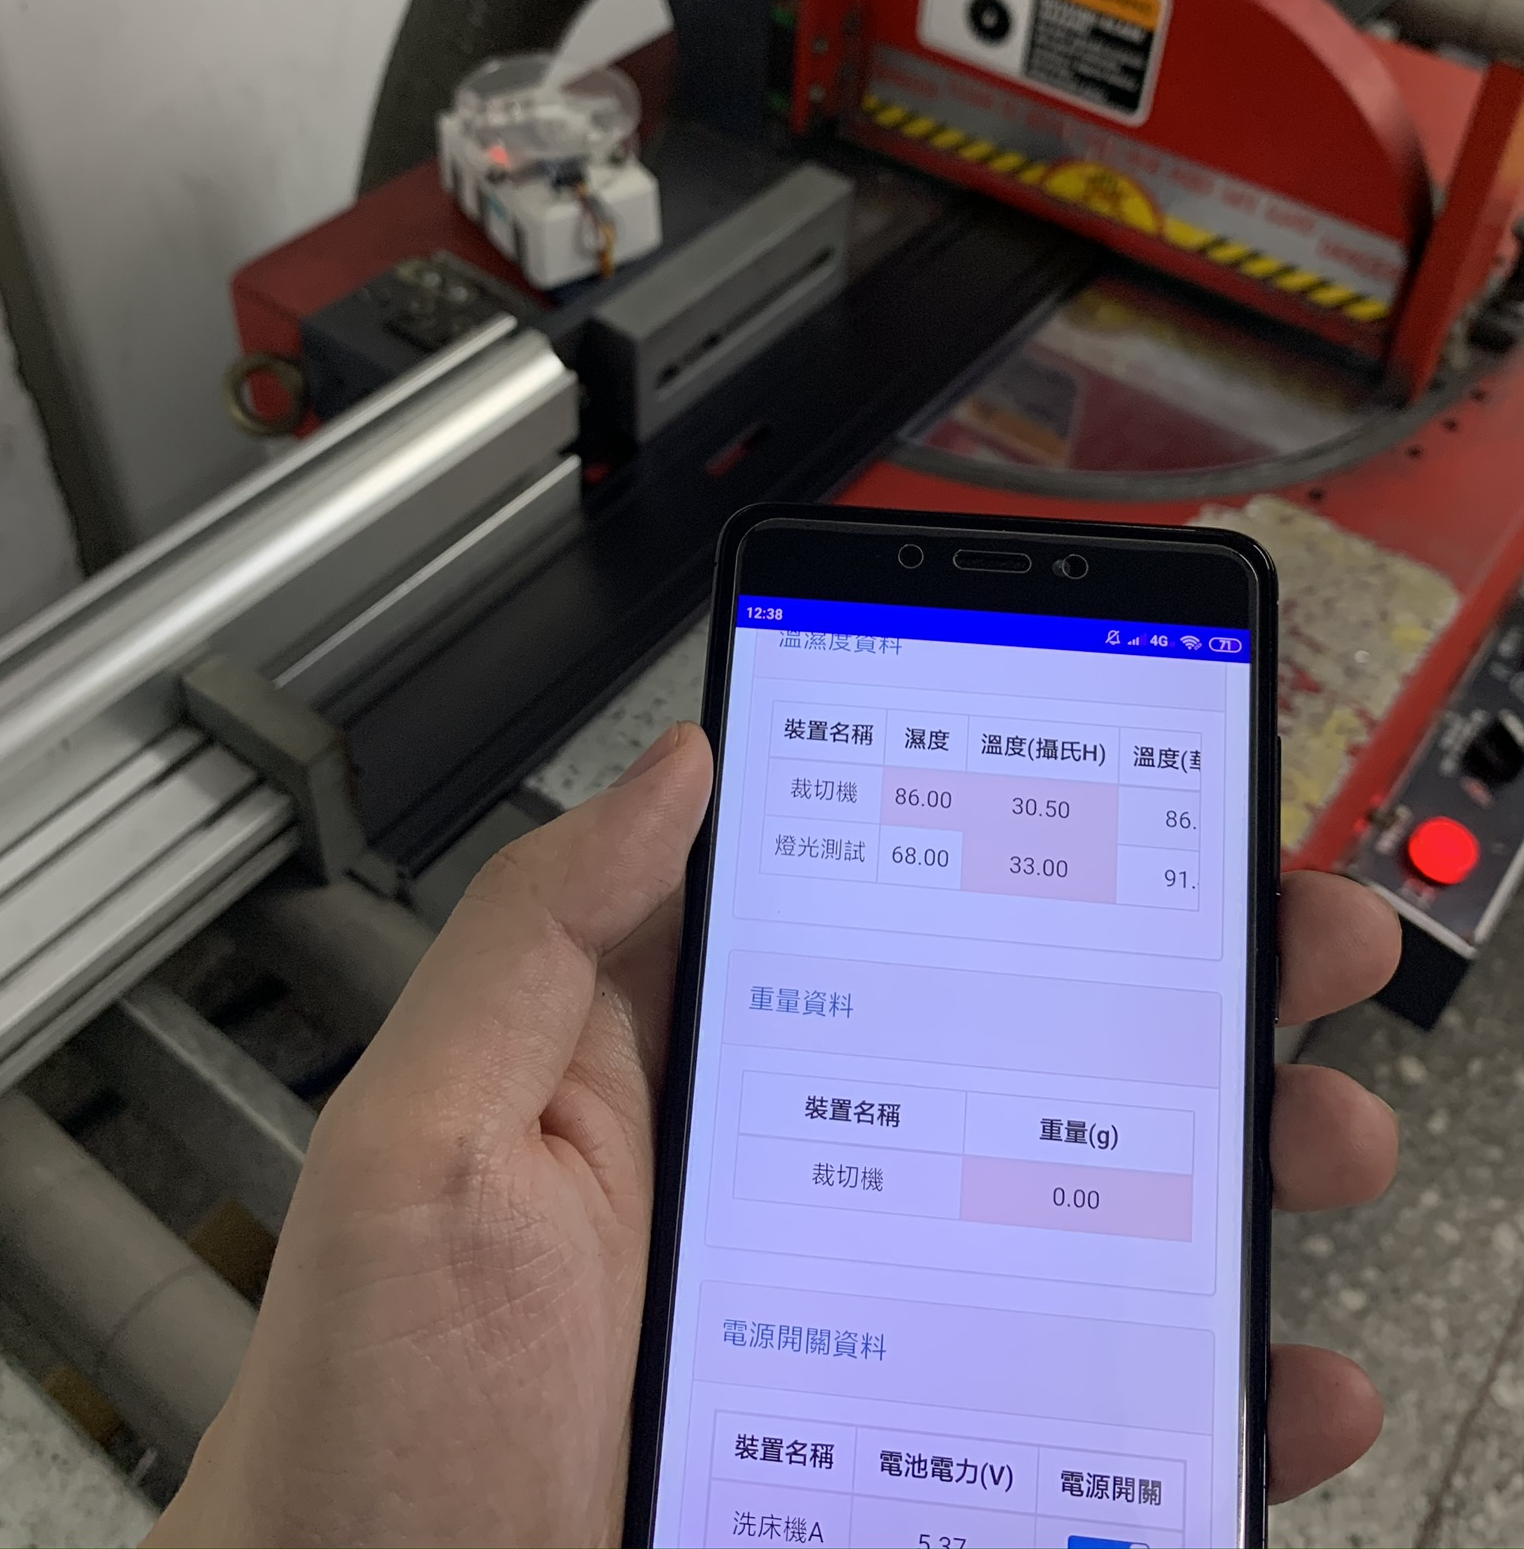 12:38
4G
71
溫濕度資料
裝置名稱 濕度 溫度(攝氏H) 溫度(華
裁切機 86.00 30.50 86.
燈光測試 68.00 33.00 91.
重量資料
裝置名稱 重量(g)
裁切機 0.00
電源開關資料
裝置名稱 電池電力(V) 電源開關
洗床機A 5.37